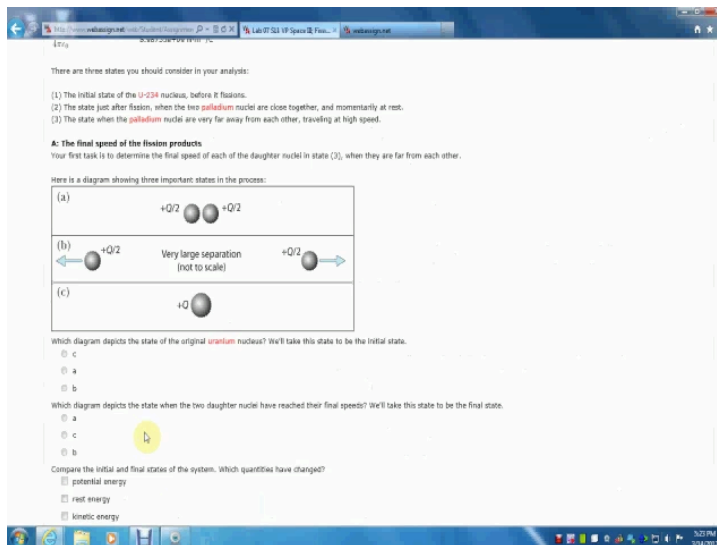 webassign.net
There are three states you should consider in your analysis:
(1) The initial state of the U-234 nucleus, before it fissions.
(2) The state just after fission, when the two palladium nuclei are close together, and momentarily at rest.
(3) The state when the palladium nuclei are very far away from each other, traveling at high speed.
A: The final speed of the fission products
Your first task is to determine the final speed of each of the daughter nuclei in state (3), when they are far from each other.
Here is a diagram showing three important states in the process:
(a)
+Q/2 +Q/2
(b)
+Q/2 Very large separation +Q/2
(not to scale)
(c)
+Q
Which diagram depicts the state of the original uranium nucleus? We'll take this state to be the initial state.
c
a
b
Which diagram depicts the state when the two daughter nuclei have reached their final speeds? We'll take this state to be the final state.
a
c
b
Compare the initial and final states of the system. Which quantities have changed?
potential energy
rest energy
kinetic energy
5:23 PM